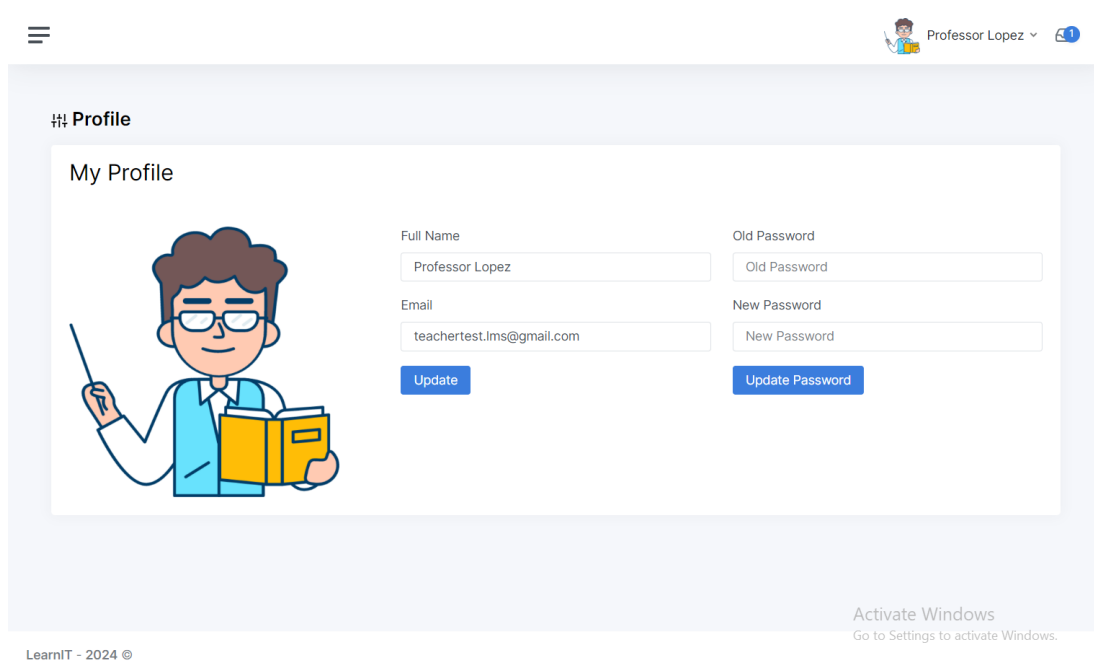 Professor Lopez
1
Profile
My Profile
Full Name
Professor Lopez
Email
teachertest.lms@gmail.com
Update
Old Password
Old Password
New Password
New Password
Update Password
Activate Windows
Go to Settings to activate Windows.
LearnIT - 2024 ©